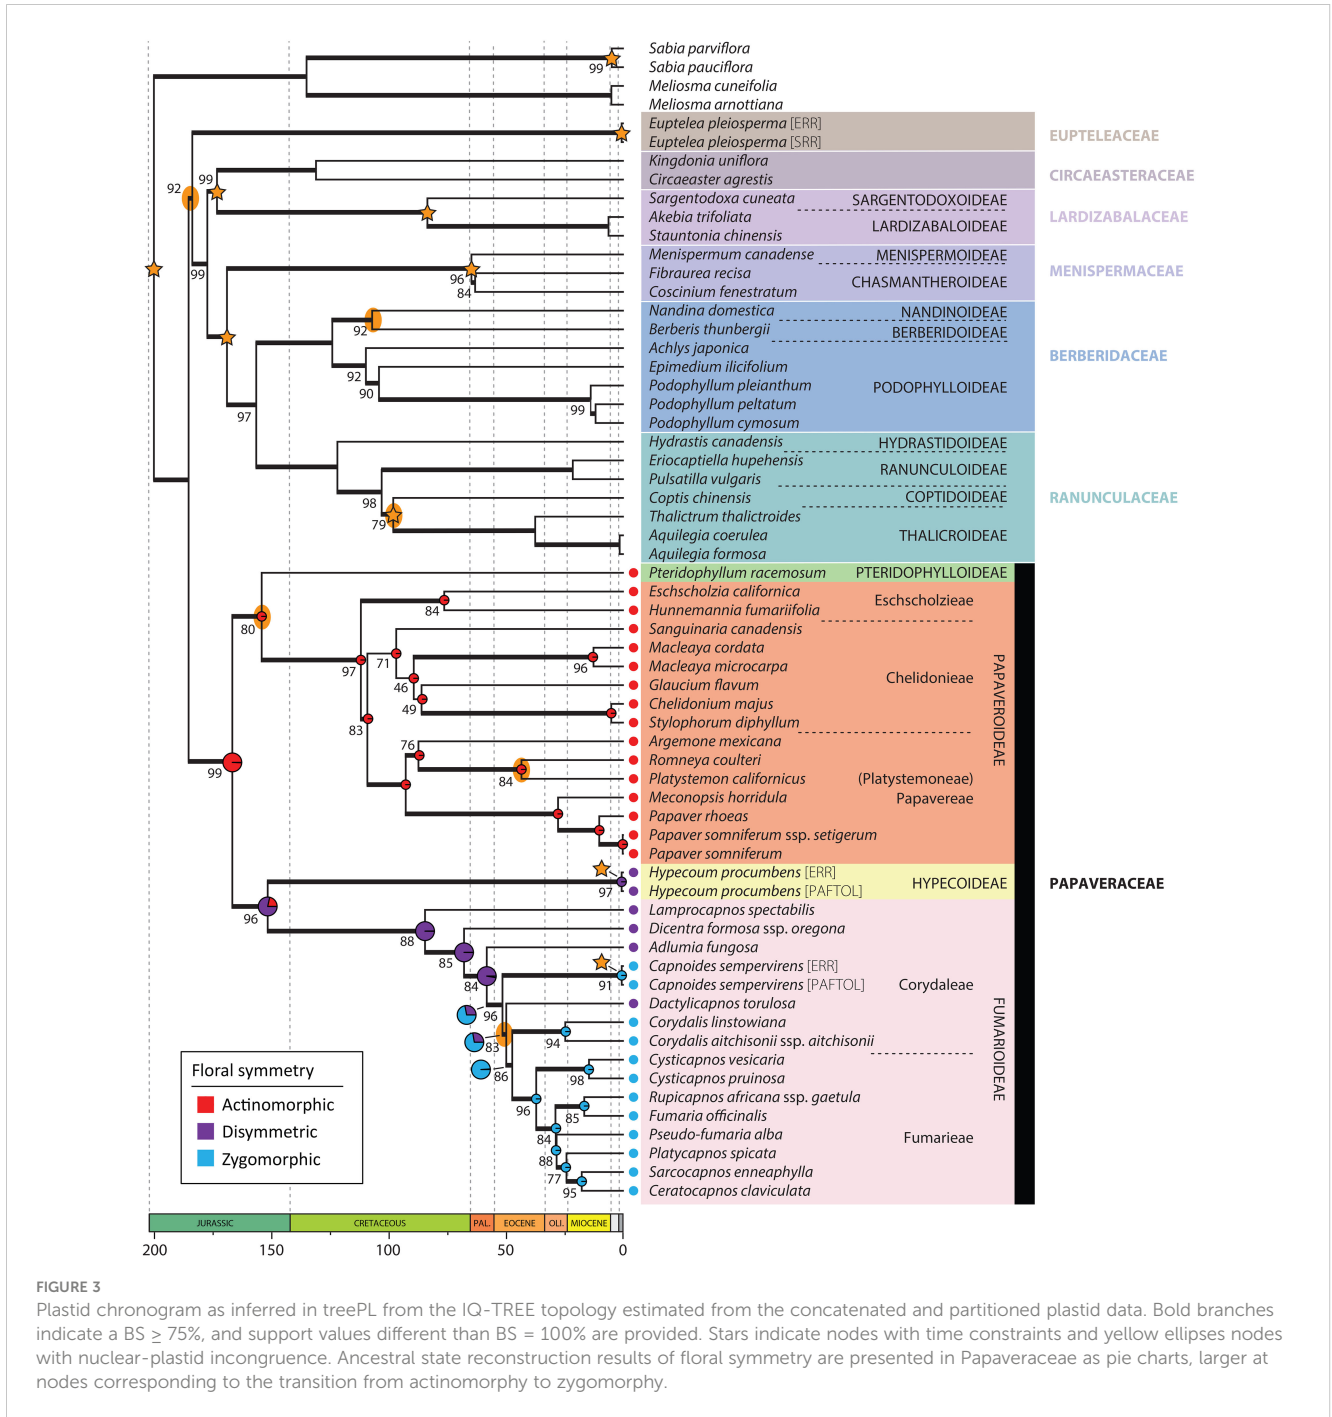 Sabia parviflora
99
Sabia pauciflora
Meliosma cuneifolia
Meliosma arnottiana
Euptelea pleiosperma [ERR]
EUPTELEACEAE
Euptelea pleiosperma [SRR]
Kingdonia uniflora
CIRCAEASTERACEAE
99
Circaeaster agrestis
92
Sargentodoxa cuneata SARGENTODOXOIDEAE
Akebia trifoliata
LARDIZABALACEAE
LARDIZABALOIDEAE
Stauntonia chinensis
Menispermum canadense MENISPERMOIDEAE
99
Fibraurea recisa
MENISPERMACEAE
96
CHASMANTHEROIDEAE
84
Coscinium fenestratum
Nandina domestica NANDINOIDEAE
92
Berberis thunbergii BERBERIDOIDEAE
Achlys japonica
BERBERIDACEAE
Epimedium ilicifolium
92
90
Podophyllum pleianthum PODOPHYLLOIDEAE
99
Podophyllum peltatum
97
Podophyllum cymosum
Hydrastis canadensis HYDRASTIDOIDEAE
Eriocaptiella hupehensis
RANUNCULOIDEAE
Pulsatilla vulgaris
98
Coptis chinensis COPTIDOIDEAE
RANUNCULACEAE
79
Thalictrum thalictroides
Aquilegia coerulea THALICROIDEAE
Aquilegia formosa
Pteridophyllum racemosum PTERIDOPHYLLOIDEAE
Eschscholzia californica
Eschscholzieae
84
Hunnemannia fumariifolia
80
Sanguinaria canadensis
Macleaya cordata
71
97
96
Macleaya microcarpa
Chelidonieae
46
Glaucium flavum
49
Chelidonium majus
PAPAVEROIDEAE
83
Stylophorum diphyllum
76
Argemone mexicana
Romneya coulteri
99
84
Platystemon californicus (Platystemoneae)
Meconopsis horridula Papavereae
Papaver rhoeas
Papaver somniferum ssp. setigerum
Papaver somniferum
Hypecoum procumbens [ERR]
HYPECOIDEAE
PAPAVERACEAE
97
Hypecoum procumbens [PAFTOL]
96
Lamprocapnos spectabilis
88
Dicentra formosa ssp. oregona
85
Adlumia fungosa
Capnoides sempervirens [ERR]
84
91
Capnoides sempervirens [PAFTOL] Corydaleae
96
Dactylicapnos torulosa
Corydalis linstowiana
83
94
Corydalis aitchisonii ssp. aitchisonii
FUMARIOIDEAE
Cysticapnos vesicaria
86
98
Cysticapnos pruinosa
96
Rupicapnos africana ssp. gaetula
85
Fumaria officinalis
84
Pseudo-fumaria alba Fumarieae
88
Platycapnos spicata
77
Sarcocapnos enneaphylla
95
Ceratocapnos claviculata
Floral symmetry
Actinomorphic
Disymmetric
Zygomorphic
JURASSIC CRETACEOUS PAL. EOCENE OLI. MIOCENE
200 150 100 50 0
FIGURE 3
Plastid chronogram as inferred in treePL from the IQ-TREE topology estimated from the concatenated and partitioned plastid data. Bold branches
indicate a BS ≥ 75%, and support values different than BS = 100% are provided. Stars indicate nodes with time constraints and yellow ellipses nodes
with nuclear-plastid incongruence. Ancestral state reconstruction results of floral symmetry are presented in Papaveraceae as pie charts, larger at
nodes corresponding to the transition from actinomorphy to zygomorphy.